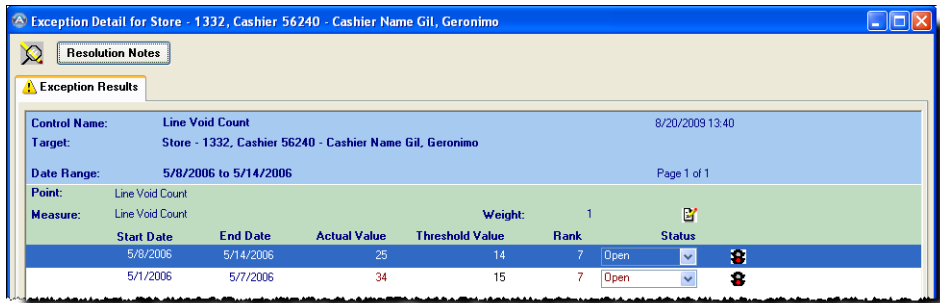 Exception Detail for Store - 1332, Cashier 56240 - Cashier Name Gil, Geronimo
Resolution Notes
Exception Results
Control Name: Line Void Count 8/20/2009 13:40
Target: Store - 1332, Cashier 56240 - Cashier Name Gil, Geronimo
Date Range: 5/8/2006 to 5/14/2006 Page 1 of 1
Point: Line Void Count
Measure: Line Void Count Weight: 1
Start Date End Date Actual Value Threshold Value Rank Status
5/8/2006 5/14/2006 25 14 7 Open
5/1/2006 5/7/2006 34 15 7 Open